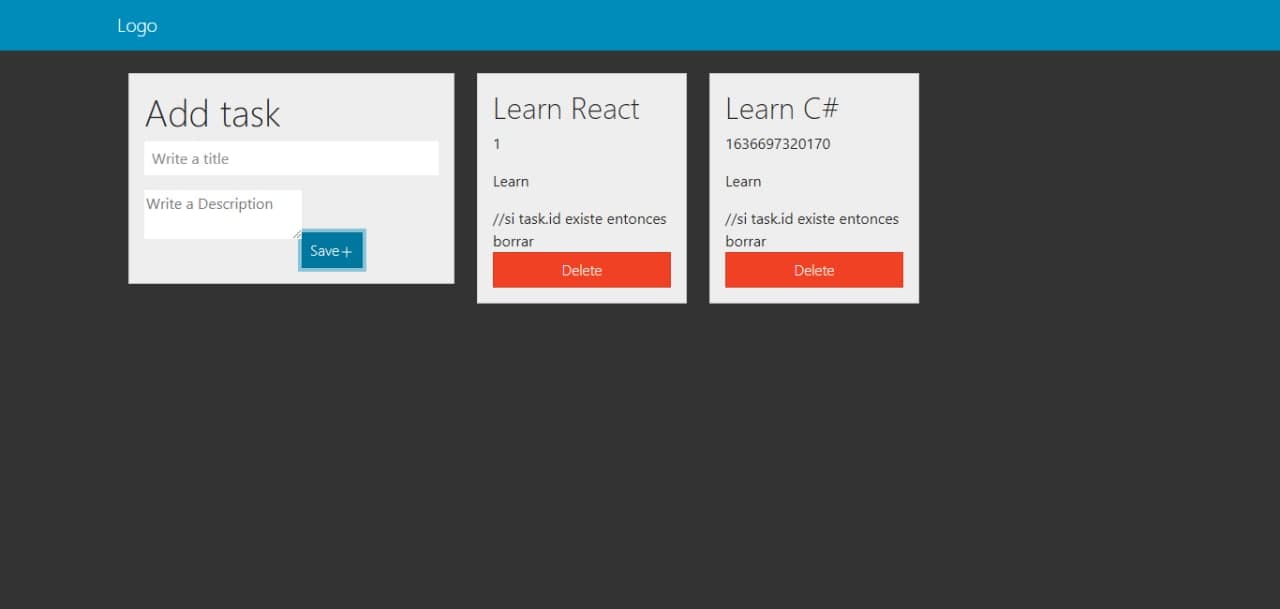 Logo
Add task
Write a title
Write a Description
Save+
Learn React
1
Learn
//si task.id existe entonces
borrar
Delete
Learn C#
1636697320170
Learn
//si task.id existe entonces
borrar
Delete